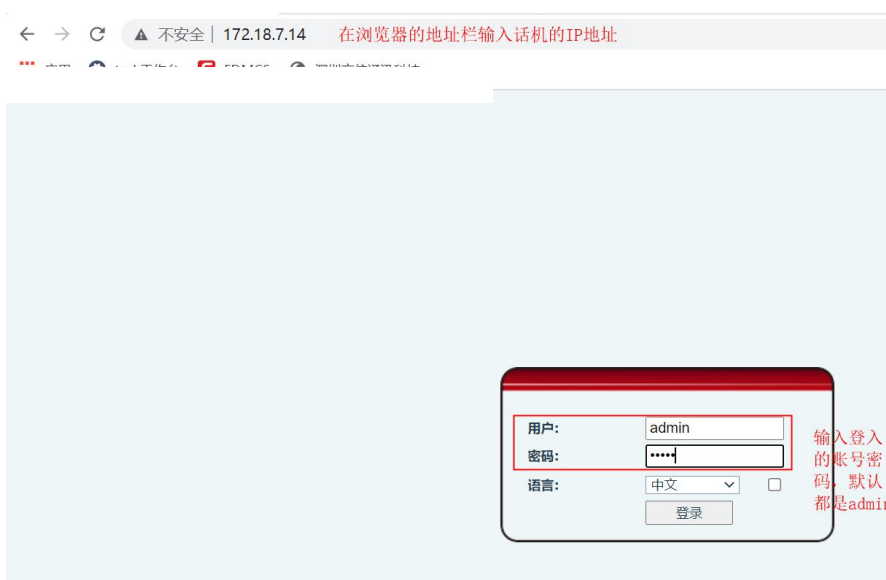 不安全 | 172.18.7.14 在浏览器的地址栏输入话机的IP地址
用户: admin
密码: •••••
输入登入
的账号密
码，默认
都是admin
语言: 中文
登录